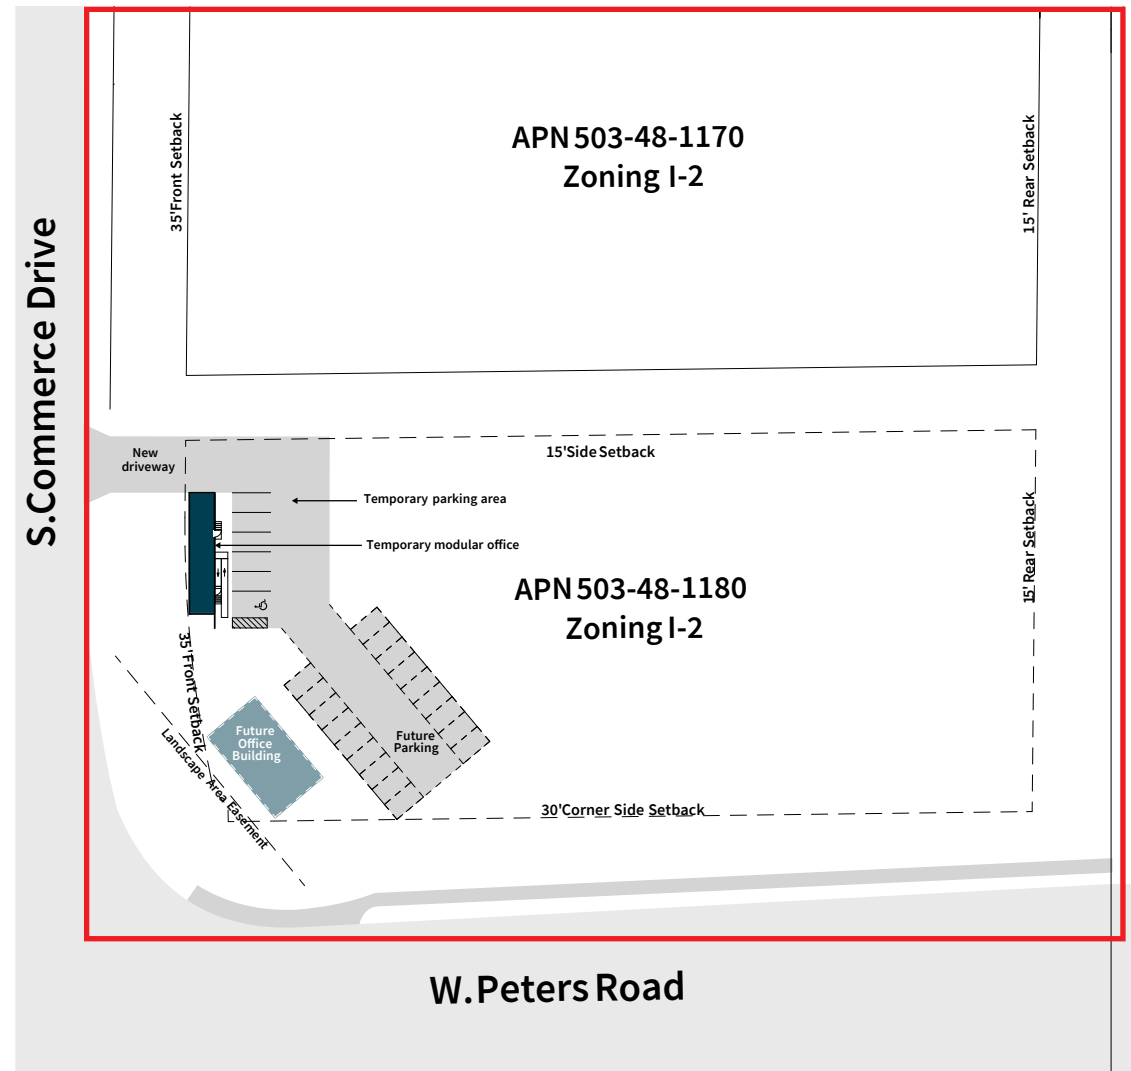 APN 503-48-1170
Zoning I-2
35'Front Setback
15' Rear Setback
S.Commerce Drive
New
driveway
15'Side Setback
Temporary parking area
Temporary modular office
APN 503-48-1180
Zoning I-2
15' Rear Setback
35'Front Setback
Landscape Area Easement
Future
Office
Building
Future
Parking
30'Corner Side Setback
W.Peters Road